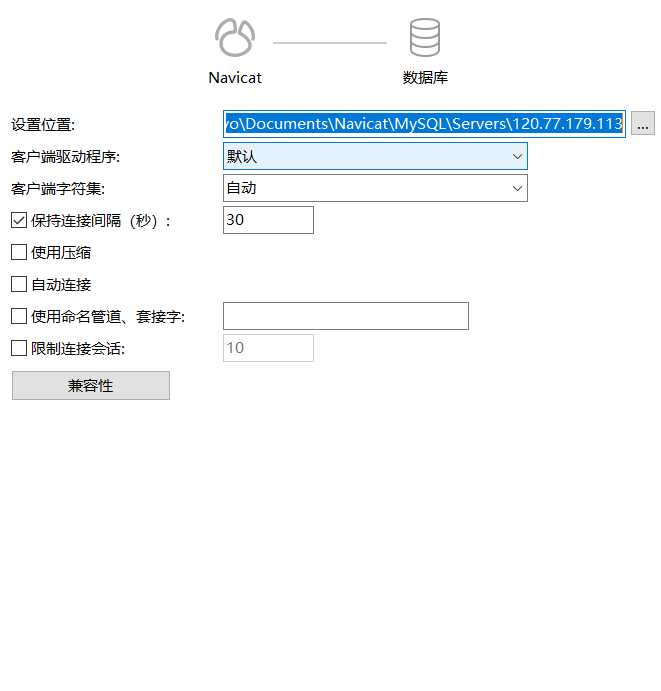 Navicat
数据库
设置位置: vo\Documents\Navicat\MySQL\Servers\120.77.179.113 ...
客户端驱动程序: 默认
客户端字符集: 自动
保持连接间隔（秒）: 30
使用压缩
自动连接
使用命名管道、套接字:
限制连接会话: 10
兼容性